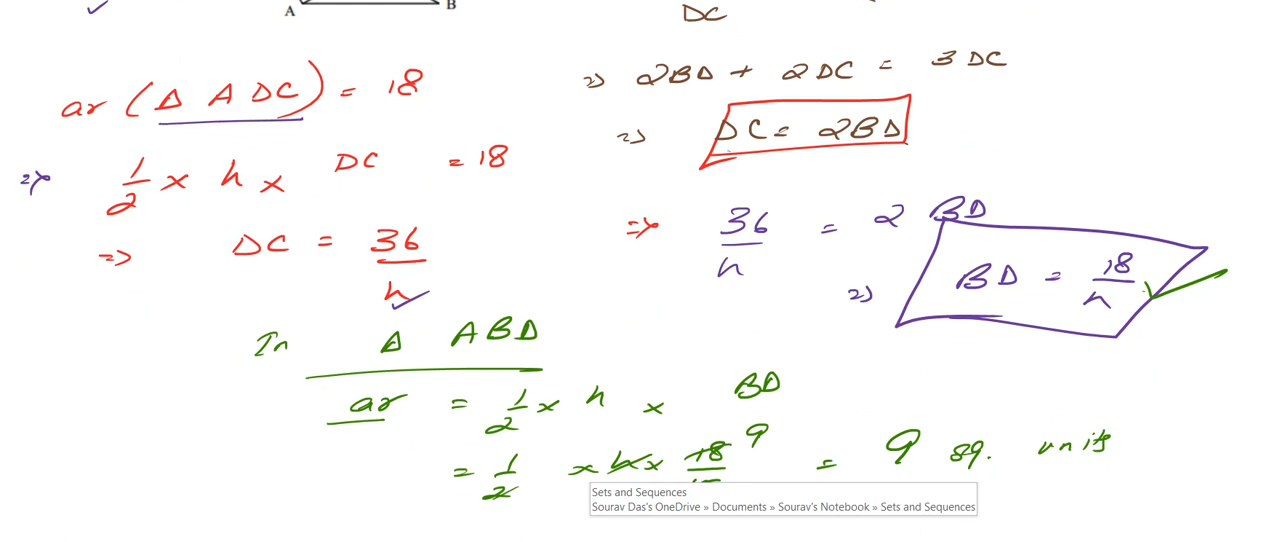 A B
DC
ar (Δ ADC) = 18
=> 1/2 x h x DC = 18
=> DC = 36/h
=> 2BD + 2DC = 3DC
=> DC = 2BD
=> 36/h = 2 BD
=> BD = 18/h
In Δ ABD
ar = 1/2 x h x BD
= 1/2 x h x 18 9 = 9 sq. units
Sets and Sequences
Sourav Das's OneDrive » Documents » Sourav's Notebook » Sets and Sequences